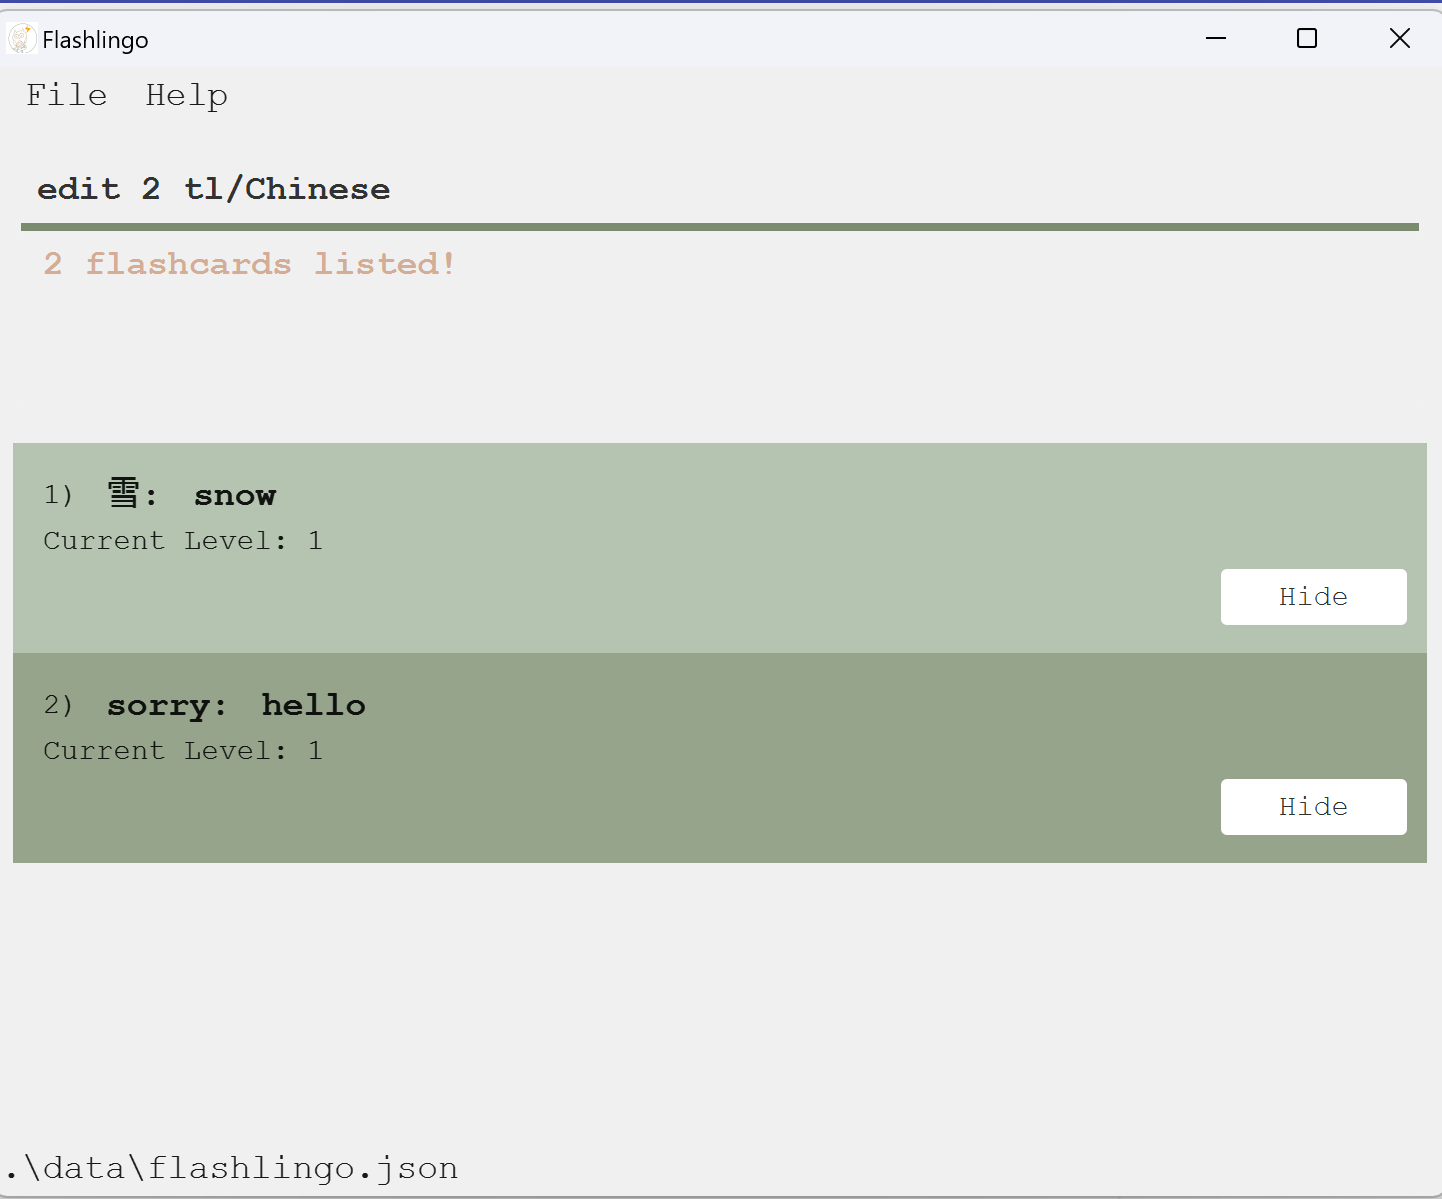 Flashlingo
File Help
edit 2 tl/Chinese
2 flashcards listed!
1) 雪: snow
Current Level: 1
Hide
2) sorry: hello
Current Level: 1
Hide
.\data\flashlingo.json